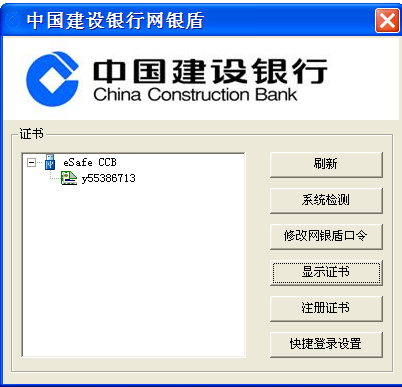 中国建设银行网银盾
中国建设银行
China Construction Bank
证书
eSafe CCB
y55386713
刷新
系统检测
修改网银盾口令
显示证书
注册证书
快捷登录设置